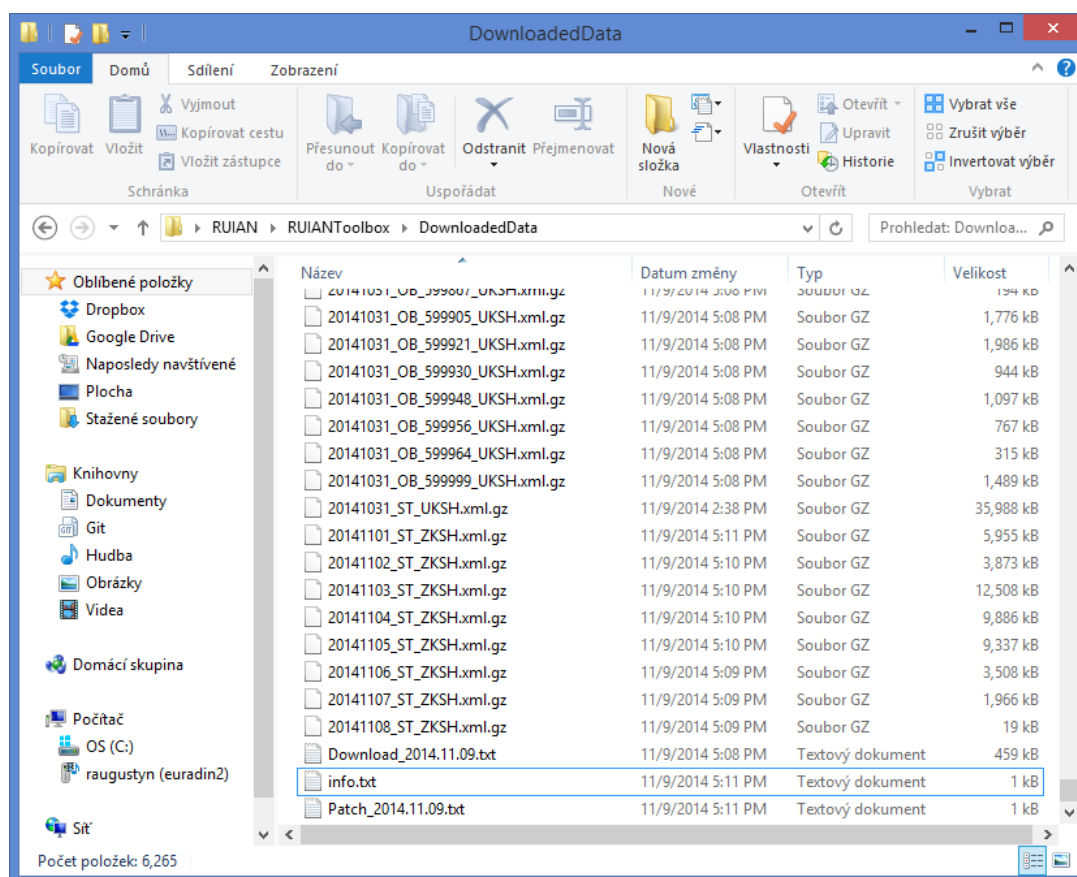 DownloadedData
Soubor Domů Sdílení Zobrazení
Kopírovat Vložit Vyjmout Kopírovat cestu Vložit zástupce
Schránka
Přesunout do Kopírovat do Odstranit Přejmenovat
Uspořádat
Nová složka
Nové
Vlastnosti Otevřít Upravit Historie
Otevřít
Vybrat vše Zrušit výběr Invertovat výběr
Vybrat
RUIAN RUIANToolbox DownloadedData Prohledat: Downloa...
Oblíbené položky
Dropbox
Google Drive
Naposledy navštívené
Plocha
Stažené soubory
Knihovny
Dokumenty
Git
Hudba
Obrázky
Videa
Domácí skupina
Počítač
OS (C:)
raugustyn (euradin2)
Síť
Název Datum změny Typ Velikost
20141031_OB_599867_UKSH.xml.gz 11/9/2014 5:08 PM Soubor GZ 194 kB
20141031_OB_599905_UKSH.xml.gz 11/9/2014 5:08 PM Soubor GZ 1,776 kB
20141031_OB_599921_UKSH.xml.gz 11/9/2014 5:08 PM Soubor GZ 1,986 kB
20141031_OB_599930_UKSH.xml.gz 11/9/2014 5:08 PM Soubor GZ 944 kB
20141031_OB_599948_UKSH.xml.gz 11/9/2014 5:08 PM Soubor GZ 1,097 kB
20141031_OB_599956_UKSH.xml.gz 11/9/2014 5:08 PM Soubor GZ 767 kB
20141031_OB_599964_UKSH.xml.gz 11/9/2014 5:08 PM Soubor GZ 315 kB
20141031_OB_599999_UKSH.xml.gz 11/9/2014 5:08 PM Soubor GZ 1,489 kB
20141031_ST_UKSH.xml.gz 11/9/2014 2:38 PM Soubor GZ 35,988 kB
20141101_ST_ZKSH.xml.gz 11/9/2014 5:11 PM Soubor GZ 5,955 kB
20141102_ST_ZKSH.xml.gz 11/9/2014 5:10 PM Soubor GZ 3,873 kB
20141103_ST_ZKSH.xml.gz 11/9/2014 5:10 PM Soubor GZ 12,508 kB
20141104_ST_ZKSH.xml.gz 11/9/2014 5:10 PM Soubor GZ 9,886 kB
20141105_ST_ZKSH.xml.gz 11/9/2014 5:10 PM Soubor GZ 9,337 kB
20141106_ST_ZKSH.xml.gz 11/9/2014 5:09 PM Soubor GZ 3,508 kB
20141107_ST_ZKSH.xml.gz 11/9/2014 5:09 PM Soubor GZ 1,966 kB
20141108_ST_ZKSH.xml.gz 11/9/2014 5:09 PM Soubor GZ 19 kB
Download_2014.11.09.txt 11/9/2014 5:08 PM Textový dokument 459 kB
info.txt 11/9/2014 5:11 PM Textový dokument 1 kB
Patch_2014.11.09.txt 11/9/2014 5:11 PM Textový dokument 1 kB
Počet položek: 6,265